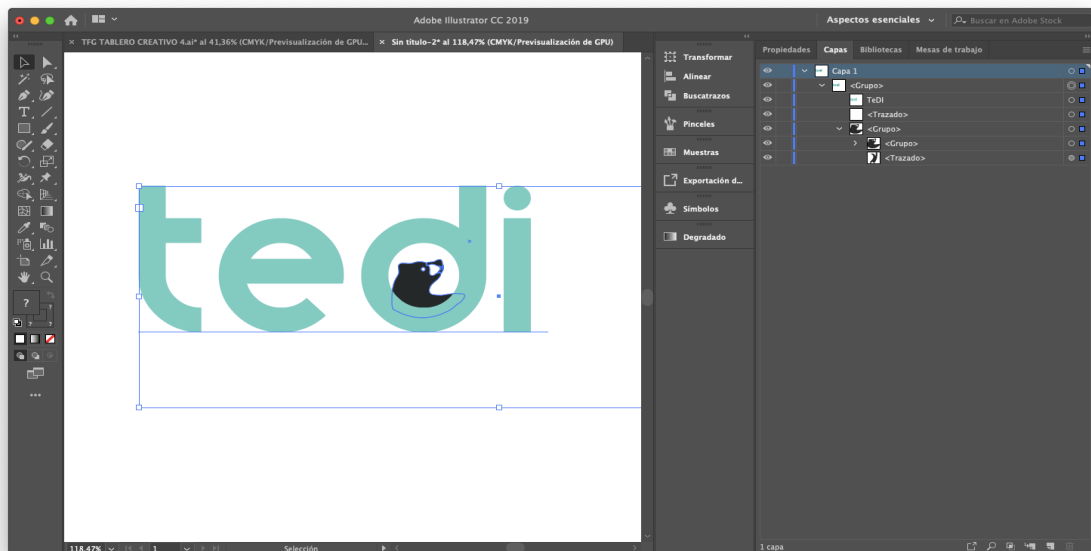 Adobe Illustrator CC 2019
Aspectos esenciales
Buscar en Adobe Stock
× TFG TABLERO CREATIVO 4.ai* al 41,36% (CMYK/Previsualización de GPU...
× Sin título-2* al 118,47% (CMYK/Previsualización de GPU)
Transformar
Alinear
Buscatrazos
Pinceles
Muestras
Exportación d...
Símbolos
Degradado
Propiedades
Capas
Bibliotecas
Mesas de trabajo
Capa 1
<Grupo>
TeDI
<Trazado>
<Grupo>
<Grupo>
<Trazado>
tedi
?
?
?
118,47%
1
Selección
1 capa